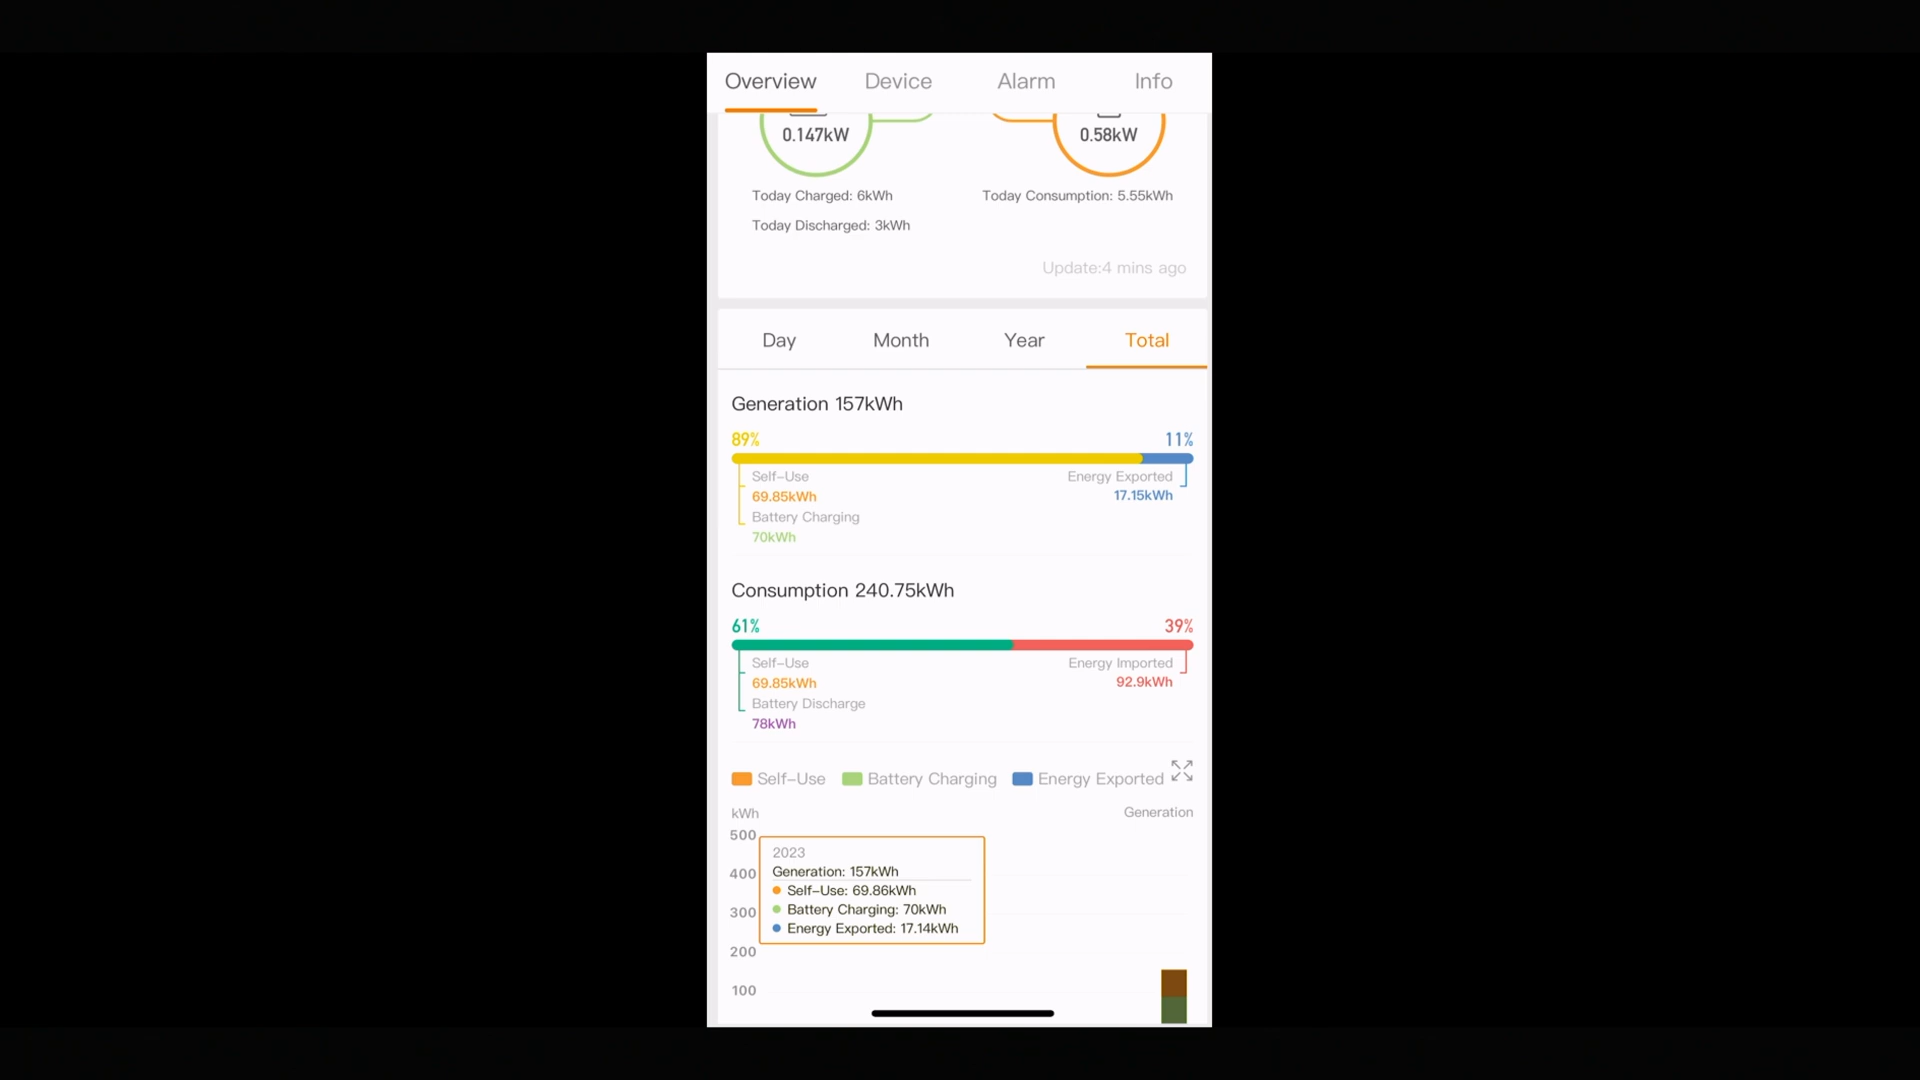 Overview Device Alarm Info
0.147kW 0.58kW
Today Charged: 6kWh Today Consumption: 5.55kWh
Today Discharged: 3kWh
Update:4 mins ago
Day Month Year Total
Generation 157kWh
89% 11%
Self-Use Energy Exported
69.85kWh 17.15kWh
Battery Charging
70kWh
Consumption 240.75kWh
61% 39%
Self-Use Energy Imported
69.85kWh 92.9kWh
Battery Discharge
78kWh
Self-Use Battery Charging Energy Exported
kWh Generation
500
2023
Generation: 157kWh
400
Self-Use: 69.86kWh
Battery Charging: 70kWh
300
Energy Exported: 17.14kWh
200
100